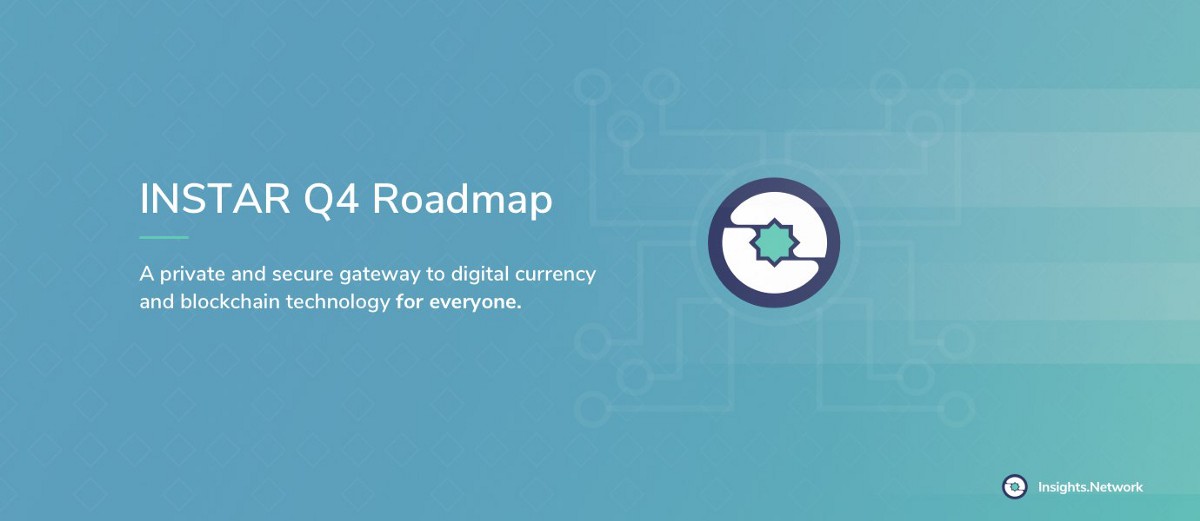 INSTAR Q4 Roadmap
A private and secure gateway to digital currency
and blockchain technology for everyone.
Insights.Network